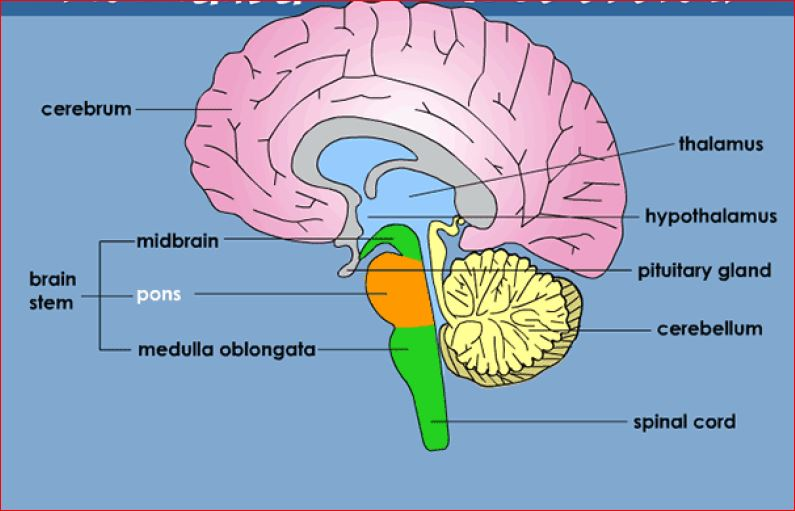 cerebrum
thalamus
hypothalamus
midbrain
pituitary gland
brain
stem
pons
cerebellum
medulla oblongata
spinal cord